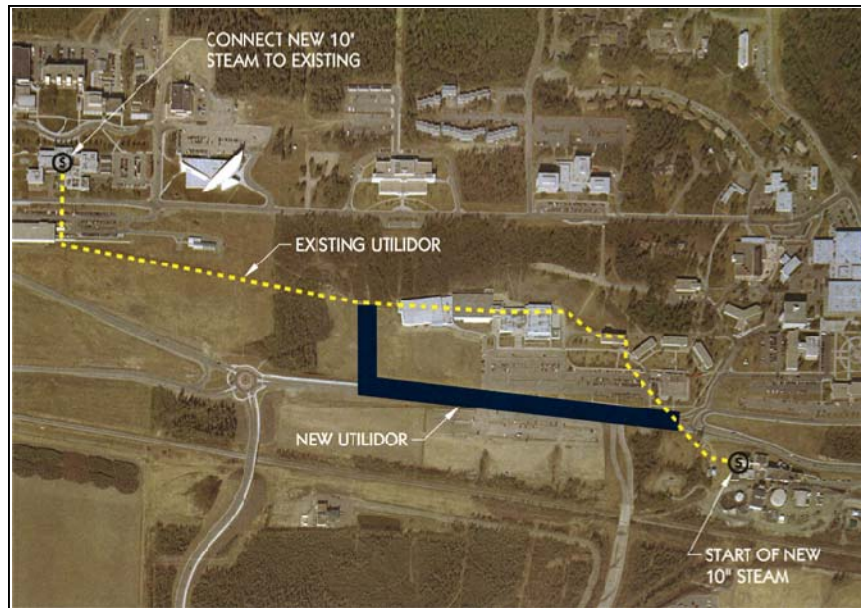 CONNECT NEW 10"
STEAM TO EXISTING
S
EXISTING UTILIDOR
NEW UTILIDOR
S
START OF NEW
10" STEAM